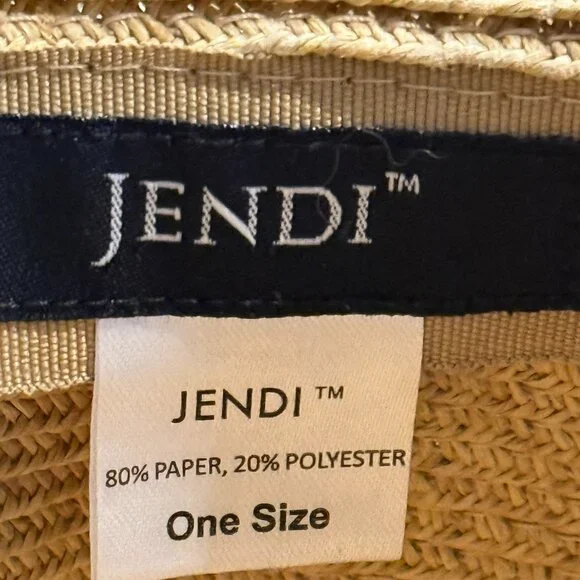 JENDI™
JENDI ™
80% PAPER, 20% POLYESTER
One Size